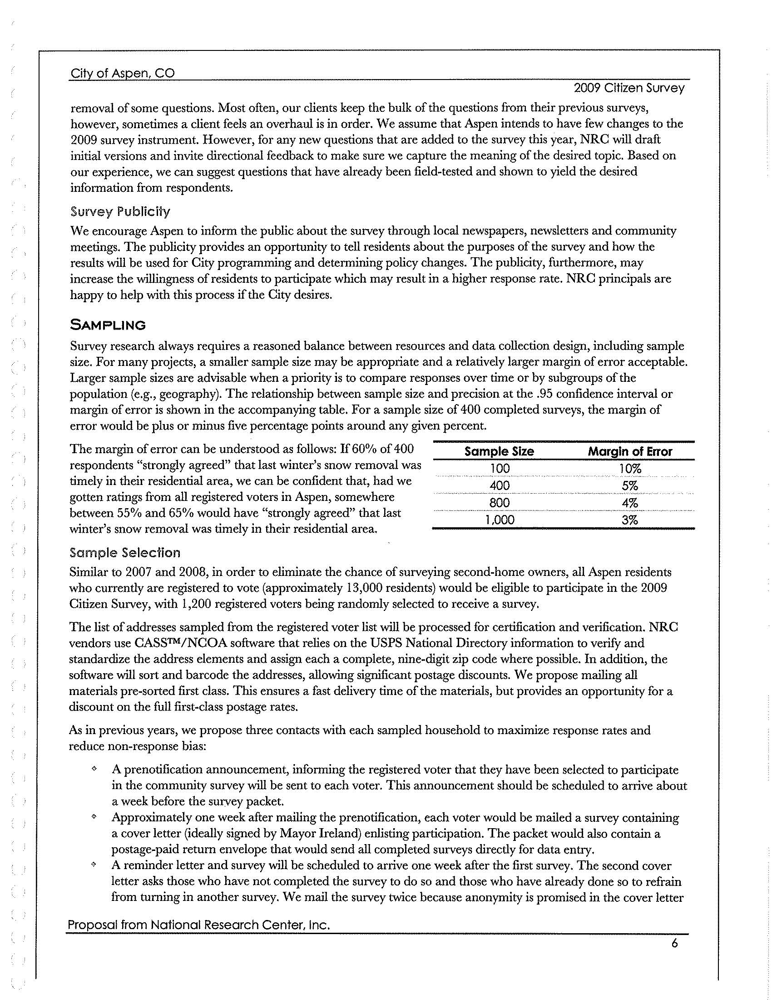 City of Aspen, CO
2009 Citizen Survey
removal of some questions. Most often, our clients keep the bulk of the questions from their previous surveys,
however, sometimes a client feels an overhaul is in order. We assume that Aspen intends to have few changes to the
2009 survey instrument. However, for any new questions that are added to the survey this year, NRC will draft
initial versions and invite directional feedback to make sure we capture the meaning of the desired topic. Based on
our experience, we can suggest questions that have already been field-tested and shown to yield the desired
information from respondents.
Survey Publicity
We encourage Aspen to inform the public about the survey through local newspapers, newsletters and community
meetings. The publicity provides an opportunity to tell residents about the purposes of the survey and how the
results will be used for City programming and determining policy changes. The publicity, furthermore, may
increase the willingness of residents to participate which may result in a higher response rate. NRC principals are
happy to help with this process if the City desires.
SAMPLING
Survey research always requires a reasoned balance between resources and data collection design, including sample
size. For many projects, a smaller sample size may be appropriate and a relatively larger margin of error acceptable.
Larger sample sizes are advisable when a priority is to compare responses over time or by subgroups of the
population (e.g., geography). The relationship between sample size and precision at the .95 confidence interval or
margin of error is shown in the accompanying table. For a sample size of 400 completed surveys, the margin of
error would be plus or minus five percentage points around any given percent.
The margin of error can be understood as follows: If 60% of 400
respondents “strongly agreed” that last winter’s snow removal was
timely in their residential area, we can be confident that, had we
gotten ratings from all registered voters in Aspen, somewhere
between 55% and 65% would have “strongly agreed” that last
winter’s snow removal was timely in their residential area.
Sample Size Margin of Error
100 10%
400 5%
800 4%
1,000 3%
Sample Selection
Similar to 2007 and 2008, in order to eliminate the chance of surveying second-home owners, all Aspen residents
who currently are registered to vote (approximately 13,000 residents) would be eligible to participate in the 2009
Citizen Survey, with 1,200 registered voters being randomly selected to receive a survey.
The list of addresses sampled from the registered voter list will be processed for certification and verification. NRC
vendors use CASS™/NCOA software that relies on the USPS National Directory information to verify and
standardize the address elements and assign each a complete, nine-digit zip code where possible. In addition, the
software will sort and barcode the addresses, allowing significant postage discounts. We propose mailing all
materials pre-sorted first class. This ensures a fast delivery time of the materials, but provides an opportunity for a
discount on the full first-class postage rates.
As in previous years, we propose three contacts with each sampled household to maximize response rates and
reduce non-response bias:
❖ A prenotification announcement, informing the registered voter that they have been selected to participate
in the community survey will be sent to each voter. This announcement should be scheduled to arrive about
a week before the survey packet.
❖ Approximately one week after mailing the prenotification, each voter would be mailed a survey containing
a cover letter (ideally signed by Mayor Ireland) enlisting participation. The packet would also contain a
postage-paid return envelope that would send all completed surveys directly for data entry.
❖ A reminder letter and survey will be scheduled to arrive one week after the first survey. The second cover
letter asks those who have not completed the survey to do so and those who have already done so to refrain
from turning in another survey. We mail the survey twice because anonymity is promised in the cover letter
Proposal from National Research Center, Inc.
6